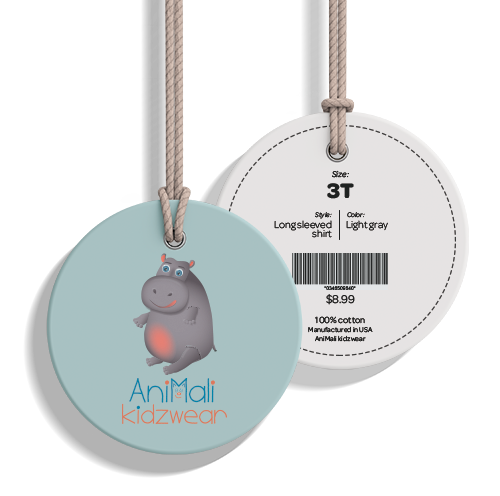 AniMali
kidzwear
Size:
3T
Style:
Long sleeved
shirt
Color:
Light gray
*0348509840*
$8.99
100% cotton
Manufactured in USA
AniMali kidzwear